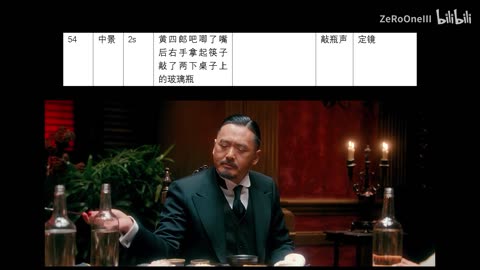 ZeRoOneIII bilibili
54 中景 2s 黄四郎吧唧了嘴 敲瓶声 定镜
后右手拿起筷子
敲了两下桌子上
的玻璃瓶